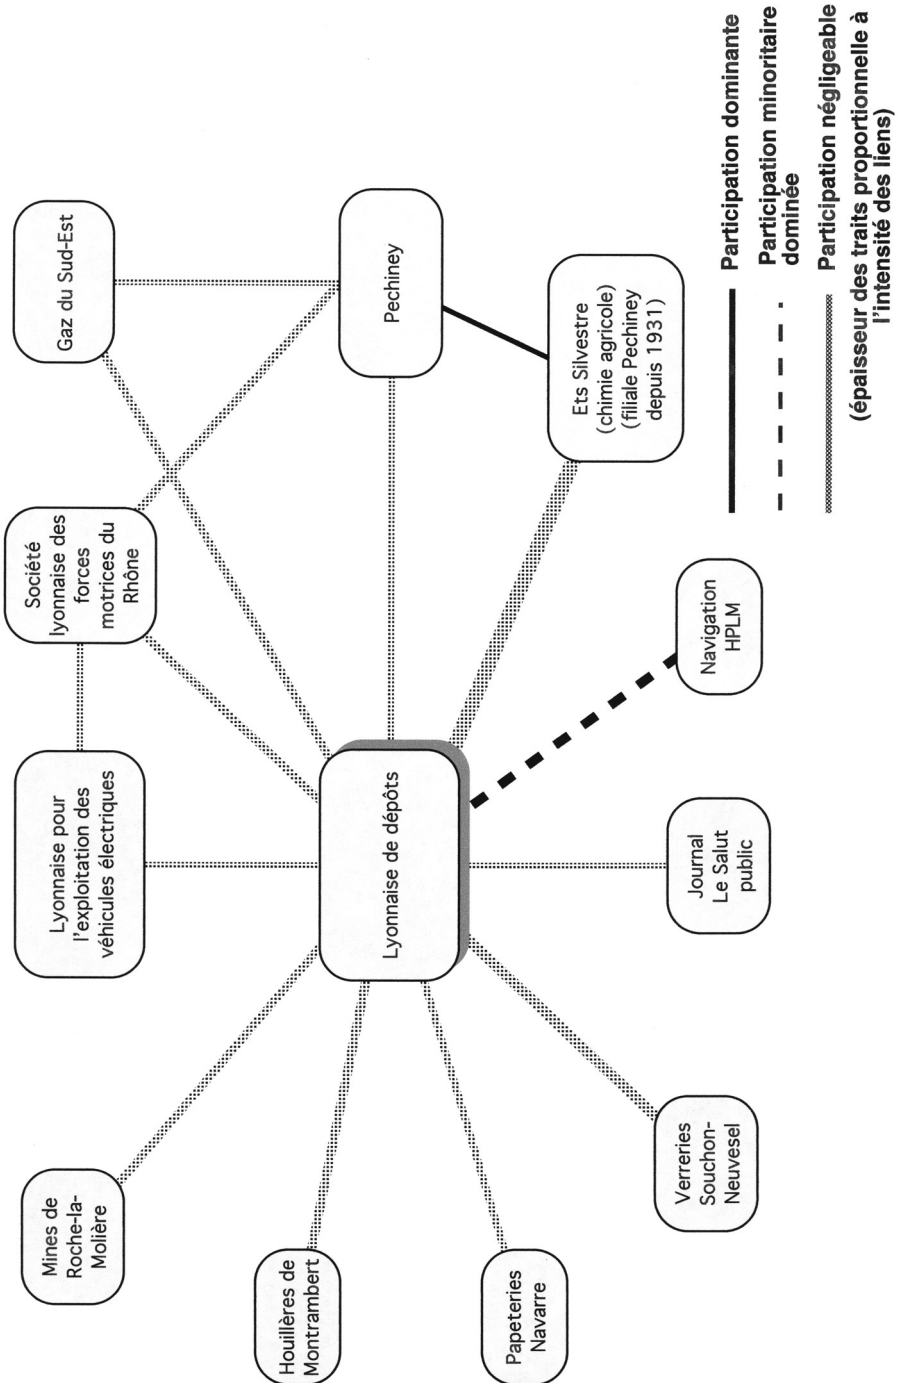 Mines de
Roche-la-
Molière
Lyonnaise pour
l'exploitation des
véhicules électriques
Société
lyonnaise des
forces
motrices du
Rhône
Gaz du Sud-Est
Houillères de
Montrambert
Lyonnaise de dépôts
Pechiney
Papeteries
Navarre
Ets Silvestre
(chimie agricole)
(filiale Pechiney
depuis 1931)
Verreries
Souchon-
Neuvesel
Journal
Le Salut
public
Navigation
HPLM
Participation dominante
Participation minoritaire
dominée
Participation négligeable
(épaisseur des traits proportionnelle à
l'intensité des liens)